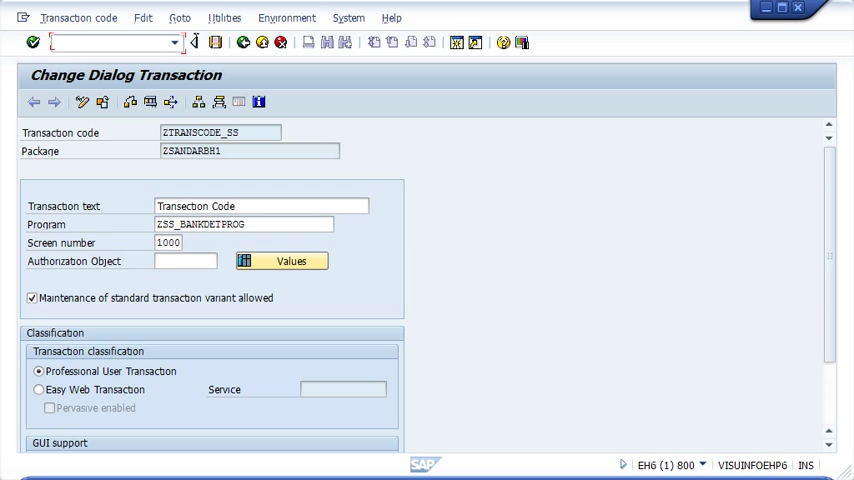 Transaction code Edit Goto Utilities Environment System Help
Change Dialog Transaction
Transaction code ZTRANSCODE_SS
Package ZSANDARBH1
Transaction text Transection Code
Program ZSS_BANKDETPROG
Screen number 1000
Authorization Object Values
Maintenance of standard transaction variant allowed
Classification
Transaction classification
Professional User Transaction
Easy Web Transaction Service
Pervasive enabled
GUI support
SAP EH6 (1) 800 VISUINFOEHP6 INS